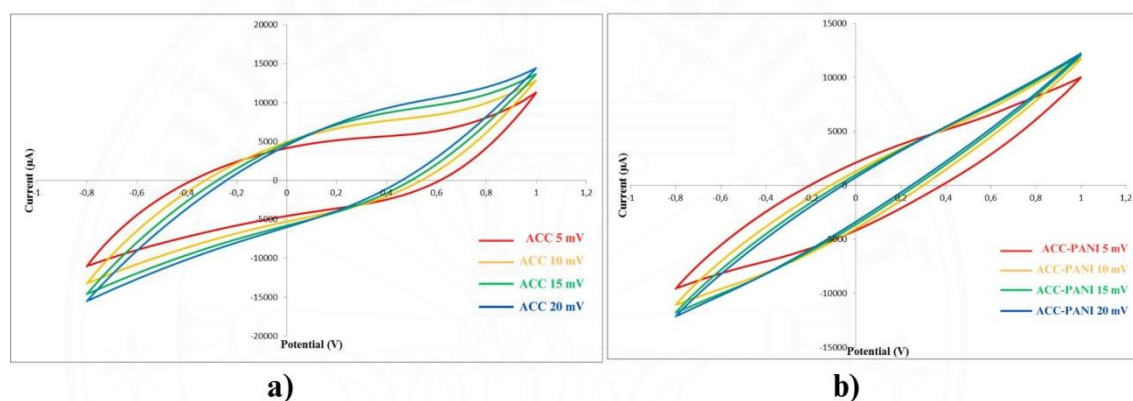 20000
15000
10000
5000
0
-5000
-10000
-15000
-20000
-1
-0,8
-0,6
-0,4
-0,2
0
0,2
0,4
0,6
0,8
1
1,2
Current (µA)
Potential (V)
ACC 5 mV
ACC 10 mV
ACC 15 mV
ACC 20 mV
a)
15000
10000
5000
0
-5000
-10000
-15000
-0,8
-0,6
-0,4
-0,2
0
0,2
0,4
0,6
0,8
1
1,2
Current (µA)
Potential (V)
ACC-PANI 5 mV
ACC-PANI 10 mV
ACC-PANI 15 mV
ACC-PANI 20 mV
b)